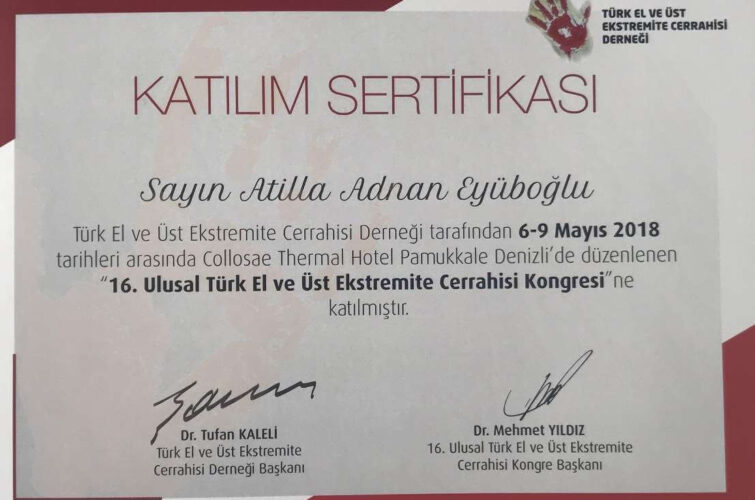 TÜRK EL VE ÜST
EKSTREMİTE CERRAHİSİ
DERNEĞİ
KATILIM SERTİFİKASI
Sayın Atilla Adnan Eyüboğlu
Türk El ve Üst Ekstremite Cerrahisi Derneği tarafından 6-9 Mayıs 2018
tarihleri arasında Collosae Thermal Hotel Pamukkale Denizli'de düzenlenen
"16. Ulusal Türk El ve Üst Ekstremite Cerrahisi Kongresi"ne
katılmıştır.
Dr. Tufan KALELİ
Türk El ve Üst Ekstremite
Cerrahisi Derneği Başkanı
Dr. Mehmet YILDIZ
16. Ulusal Türk El ve Üst Ekstremite
Cerrahisi Kongre Başkanı